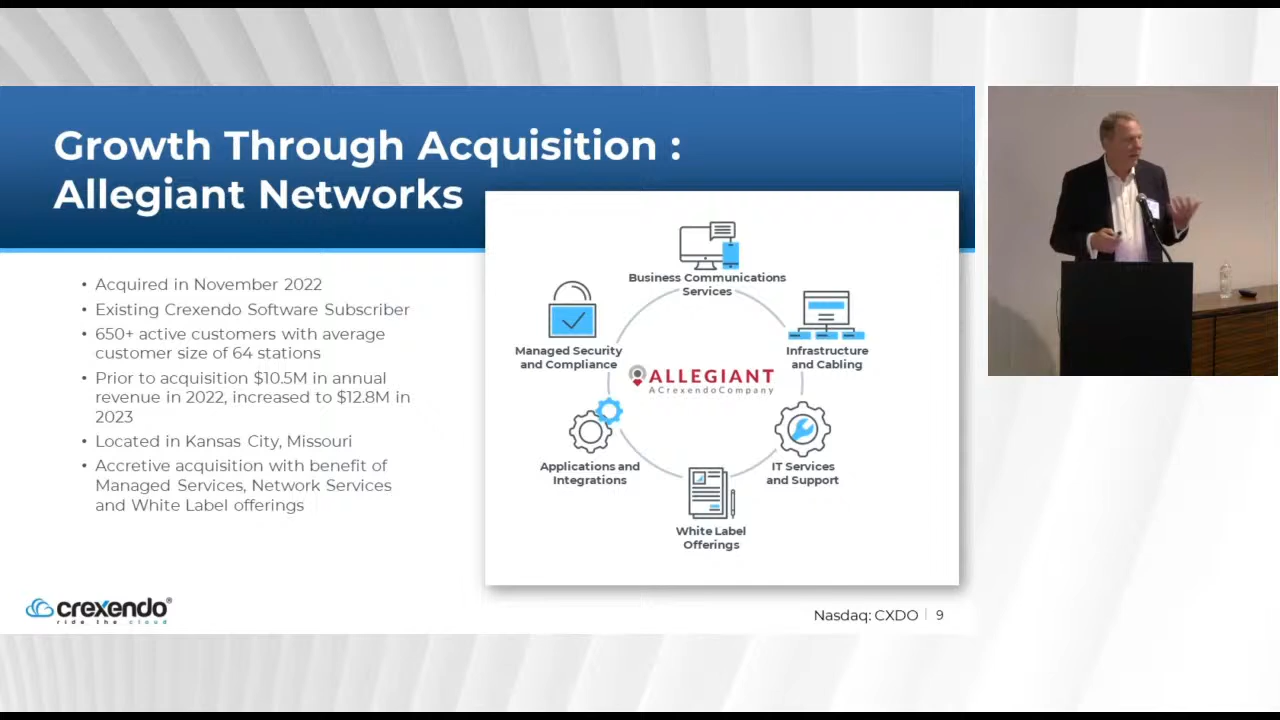 Growth Through Acquisition :
Allegiant Networks
• Acquired in November 2022
• Existing Crexendo Software Subscriber
• 650+ active customers with average
customer size of 64 stations
• Prior to acquisition $10.5M in annual
revenue in 2022, increased to $12.8M in
2023
• Located in Kansas City, Missouri
• Accretive acquisition with benefit of
Managed Services, Network Services
and White Label offerings
Business Communications
Services
Managed Security
and Compliance
Infrastructure
and Cabling
ALLEGIANT
A Crexendo Company
Applications and
Integrations
IT Services
and Support
White Label
Offerings
crexendo®
ride the cloud
Nasdaq: CXDO | 9